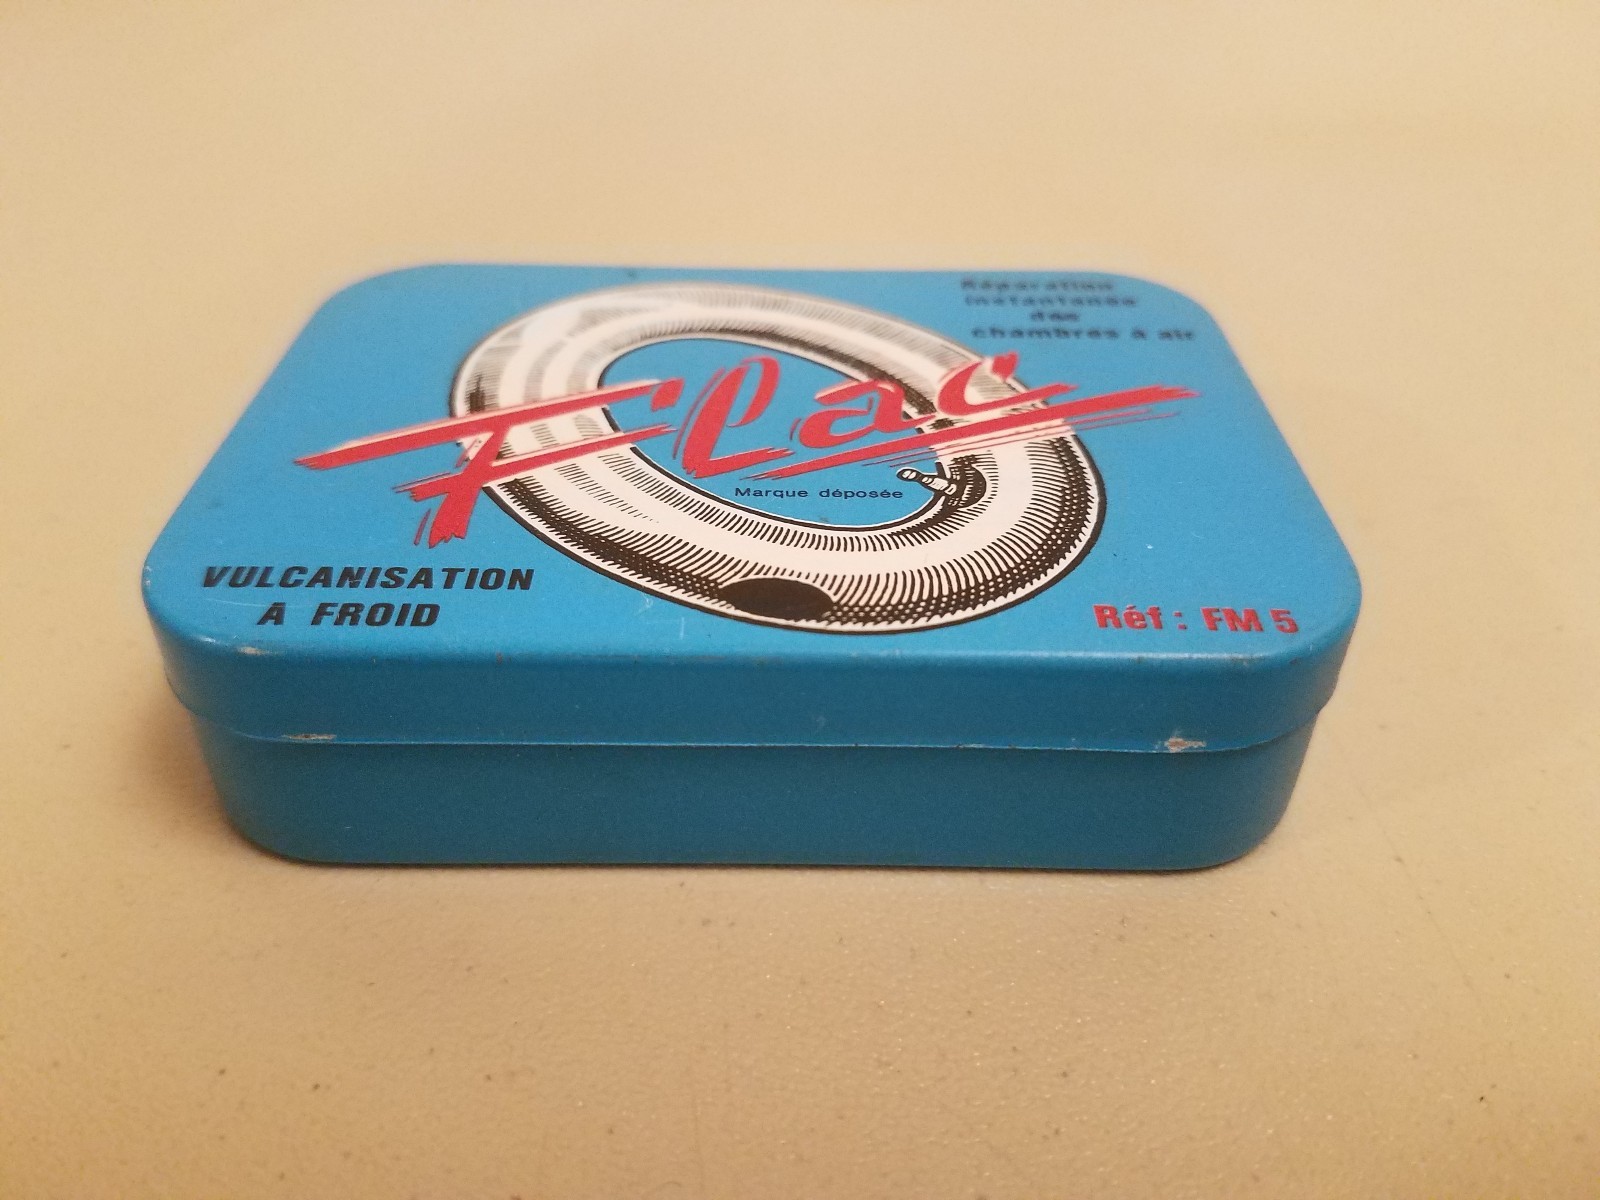 Réparation
instantanée
des
chambres à air
Flac
Marque déposée
VULCANISATION
A FROID
Réf : FM 5